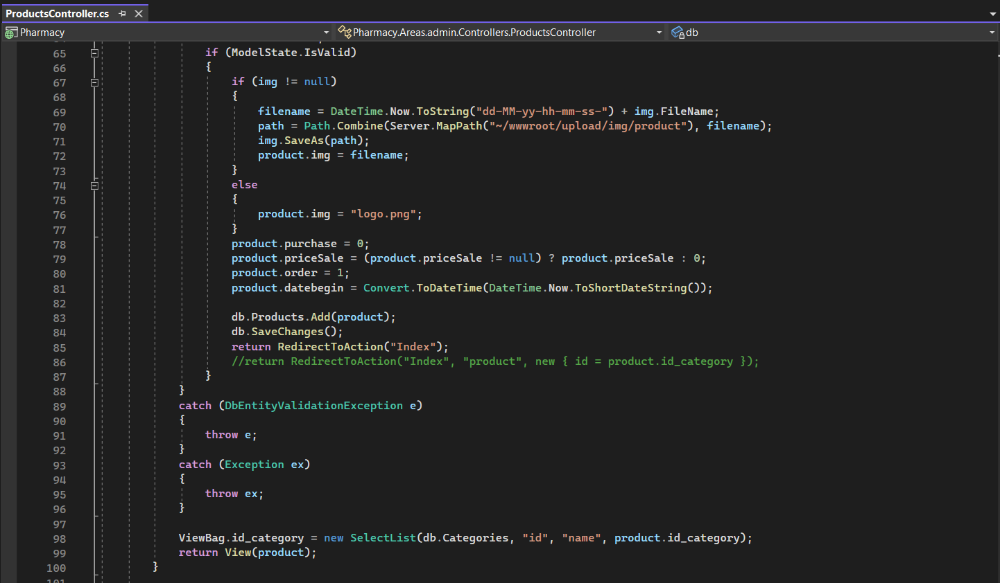 ProductsController.cs
Pharmacy Pharmacy.Areas.admin.Controllers.ProductsController db
65 if (ModelState.IsValid)
66 {
67 if (img != null)
68 {
69 filename = DateTime.Now.ToString("dd-MM-yy-hh-mm-ss-") + img.FileName;
70 path = Path.Combine(Server.MapPath("~/wwwroot/upload/img/product"), filename);
71 img.SaveAs(path);
72 product.img = filename;
73 }
74 else
75 {
76 product.img = "logo.png";
77 }
78 product.purchase = 0;
79 product.priceSale = (product.priceSale != null) ? product.priceSale : 0;
80 product.order = 1;
81 product.datebegin = Convert.ToDateTime(DateTime.Now.ToShortDateString());
82
83 db.Products.Add(product);
84 db.SaveChanges();
85 return RedirectToAction("Index");
86 //return RedirectToAction("Index", "product", new { id = product.id_category });
87 }
88 }
89 catch (DbEntityValidationException e)
90 {
91 throw e;
92 }
93 catch (Exception ex)
94 {
95 throw ex;
96 }
97
98 ViewBag.id_category = new SelectList(db.Categories, "id", "name", product.id_category);
99 return View(product);
100 }